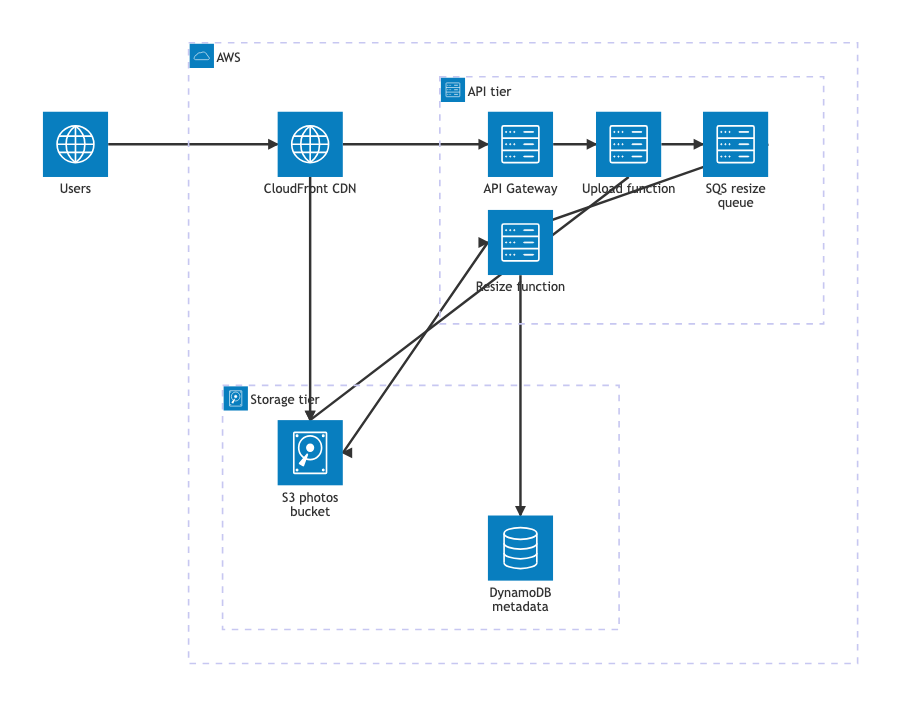 AWS
API tier
Users
CloudFront CDN
API Gateway
Upload function
SQS resize
queue
Resize function
Storage tier
S3 photos
bucket
DynamoDB
metadata